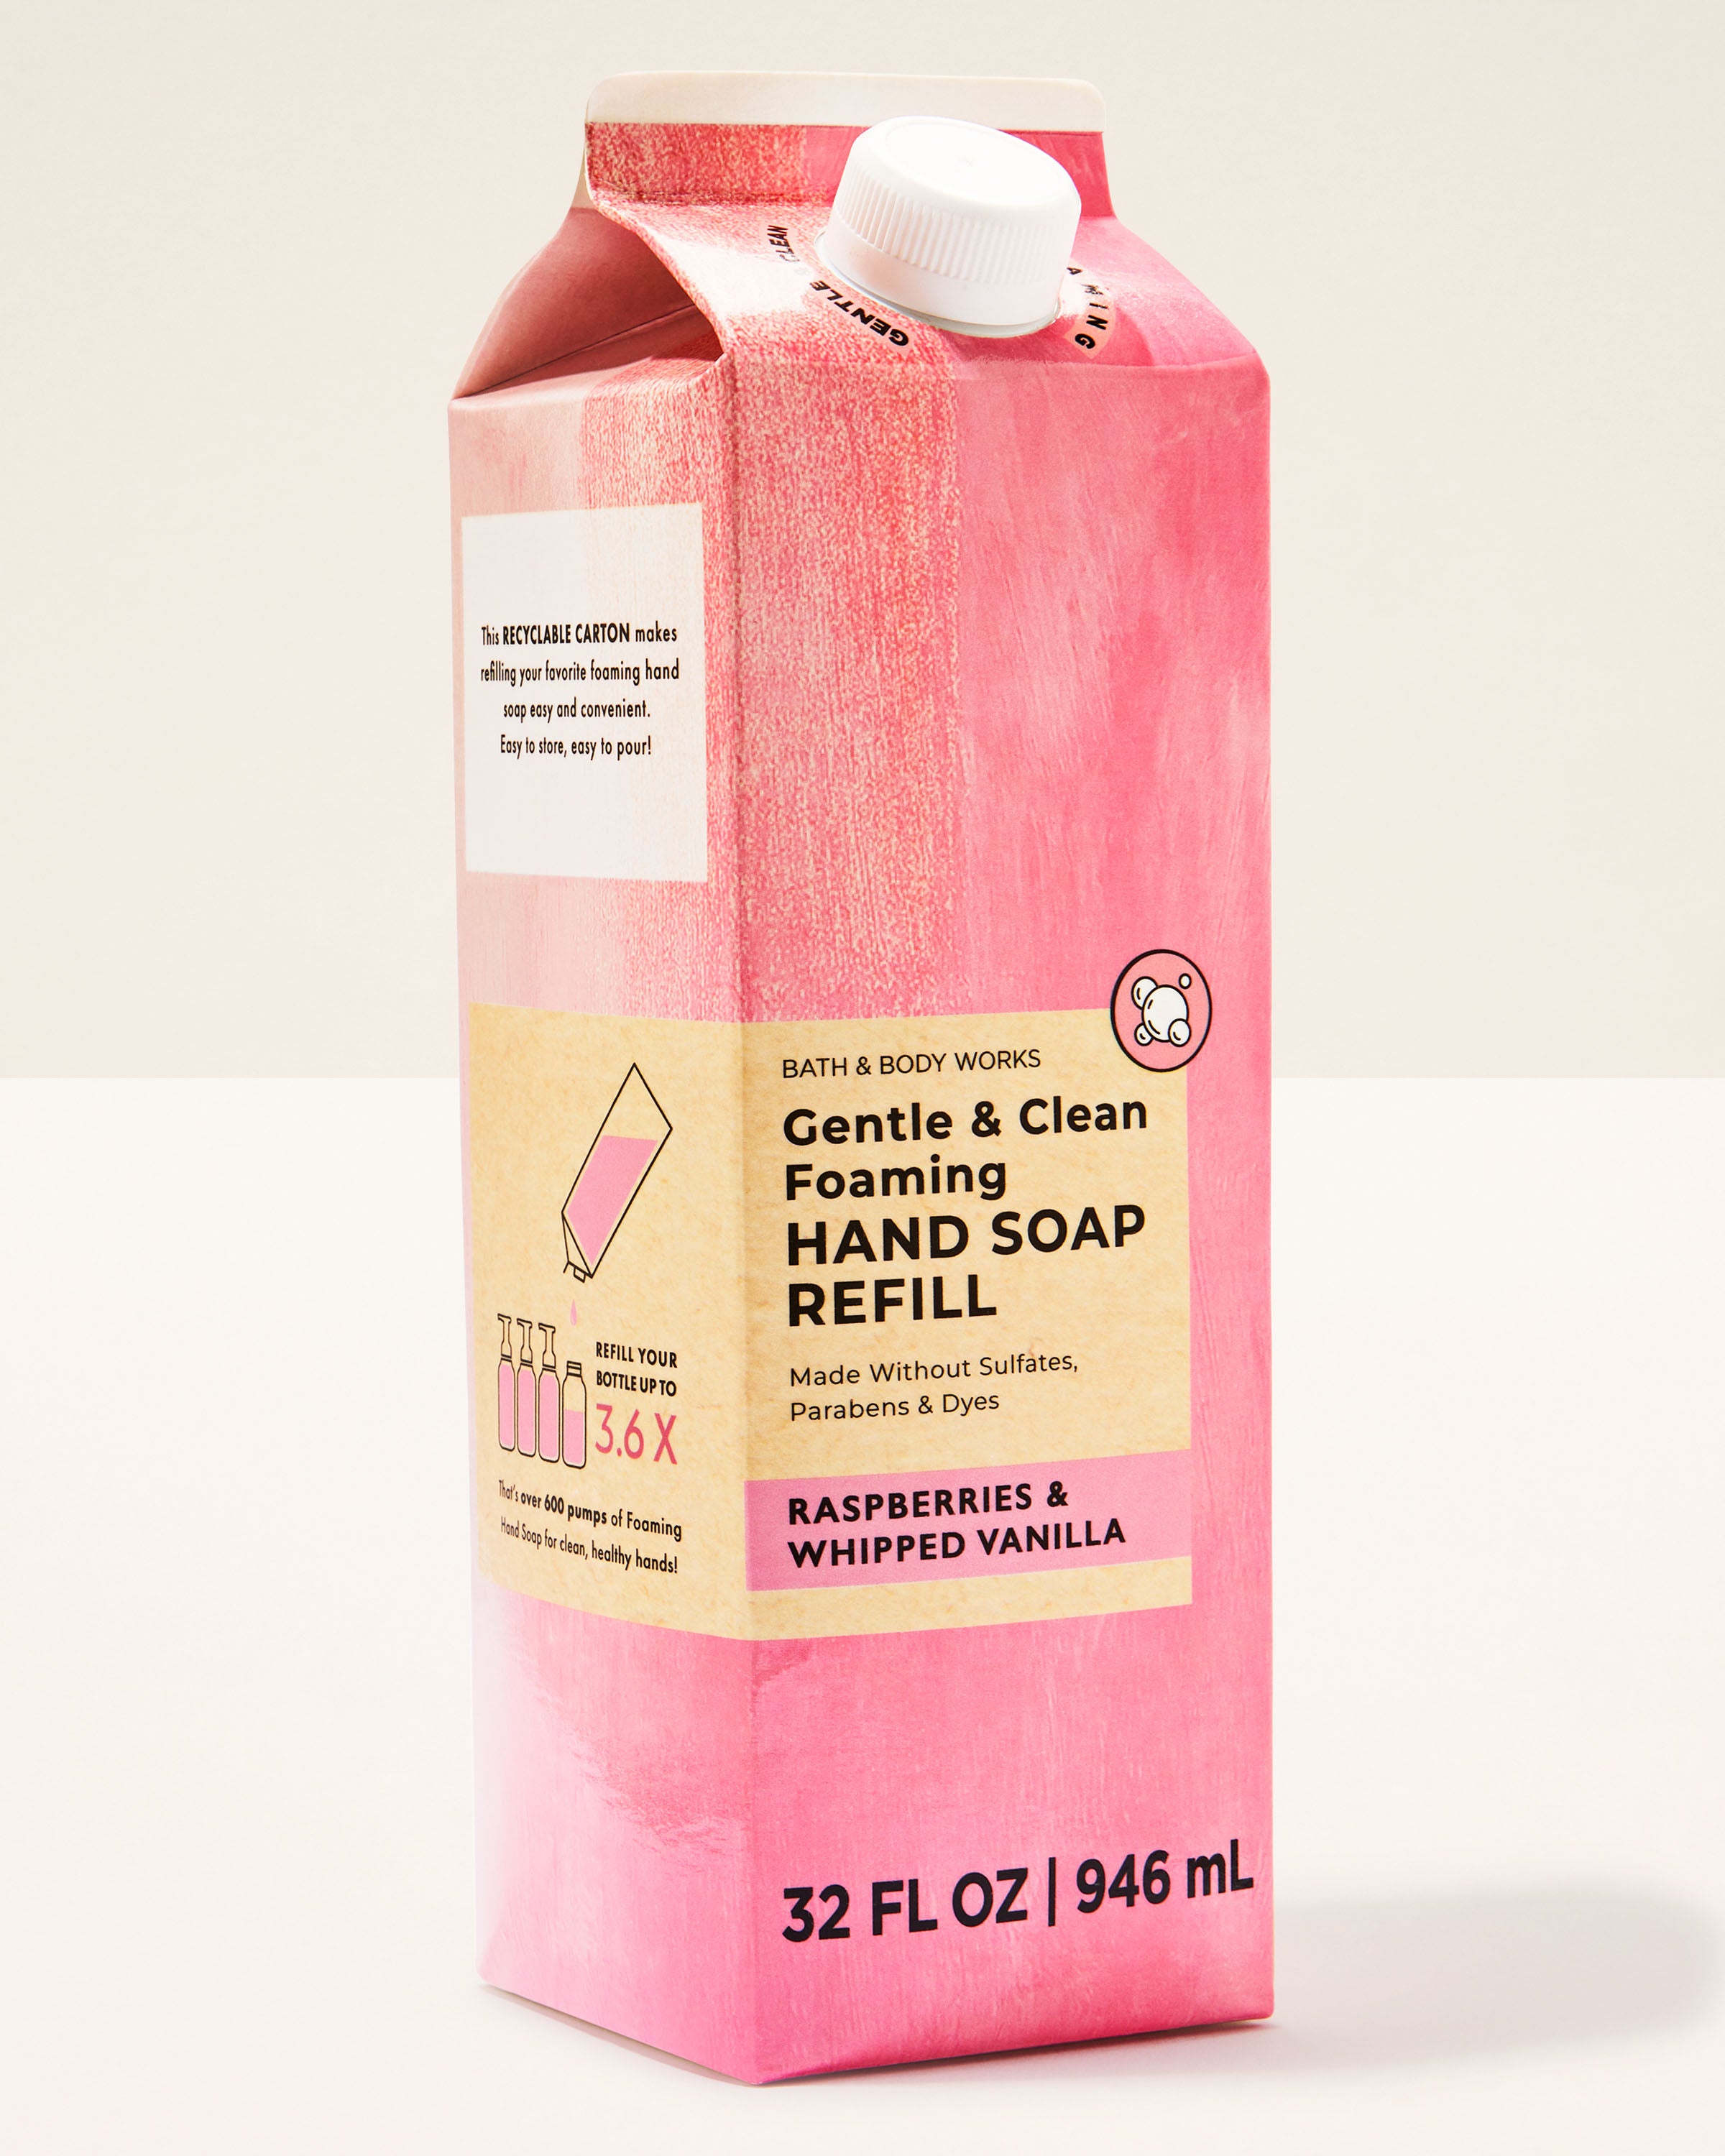 GENTLE & CLEAN
This RECYCLABLE CARTON makes
refilling your favorite foaming hand
soap easy and convenient.
Easy to store, easy to pour!
BATH & BODY WORKS
Gentle & Clean
Foaming
HAND SOAP
REFILL
Made Without Sulfates,
Parabens & Dyes
RASPBERRIES &
WHIPPED VANILLA
REFILL YOUR
BOTTLE UP TO
3.6 X
That's over 600 pumps of Foaming
Hand Soap for clean, healthy hands!
32 FL OZ | 946 mL